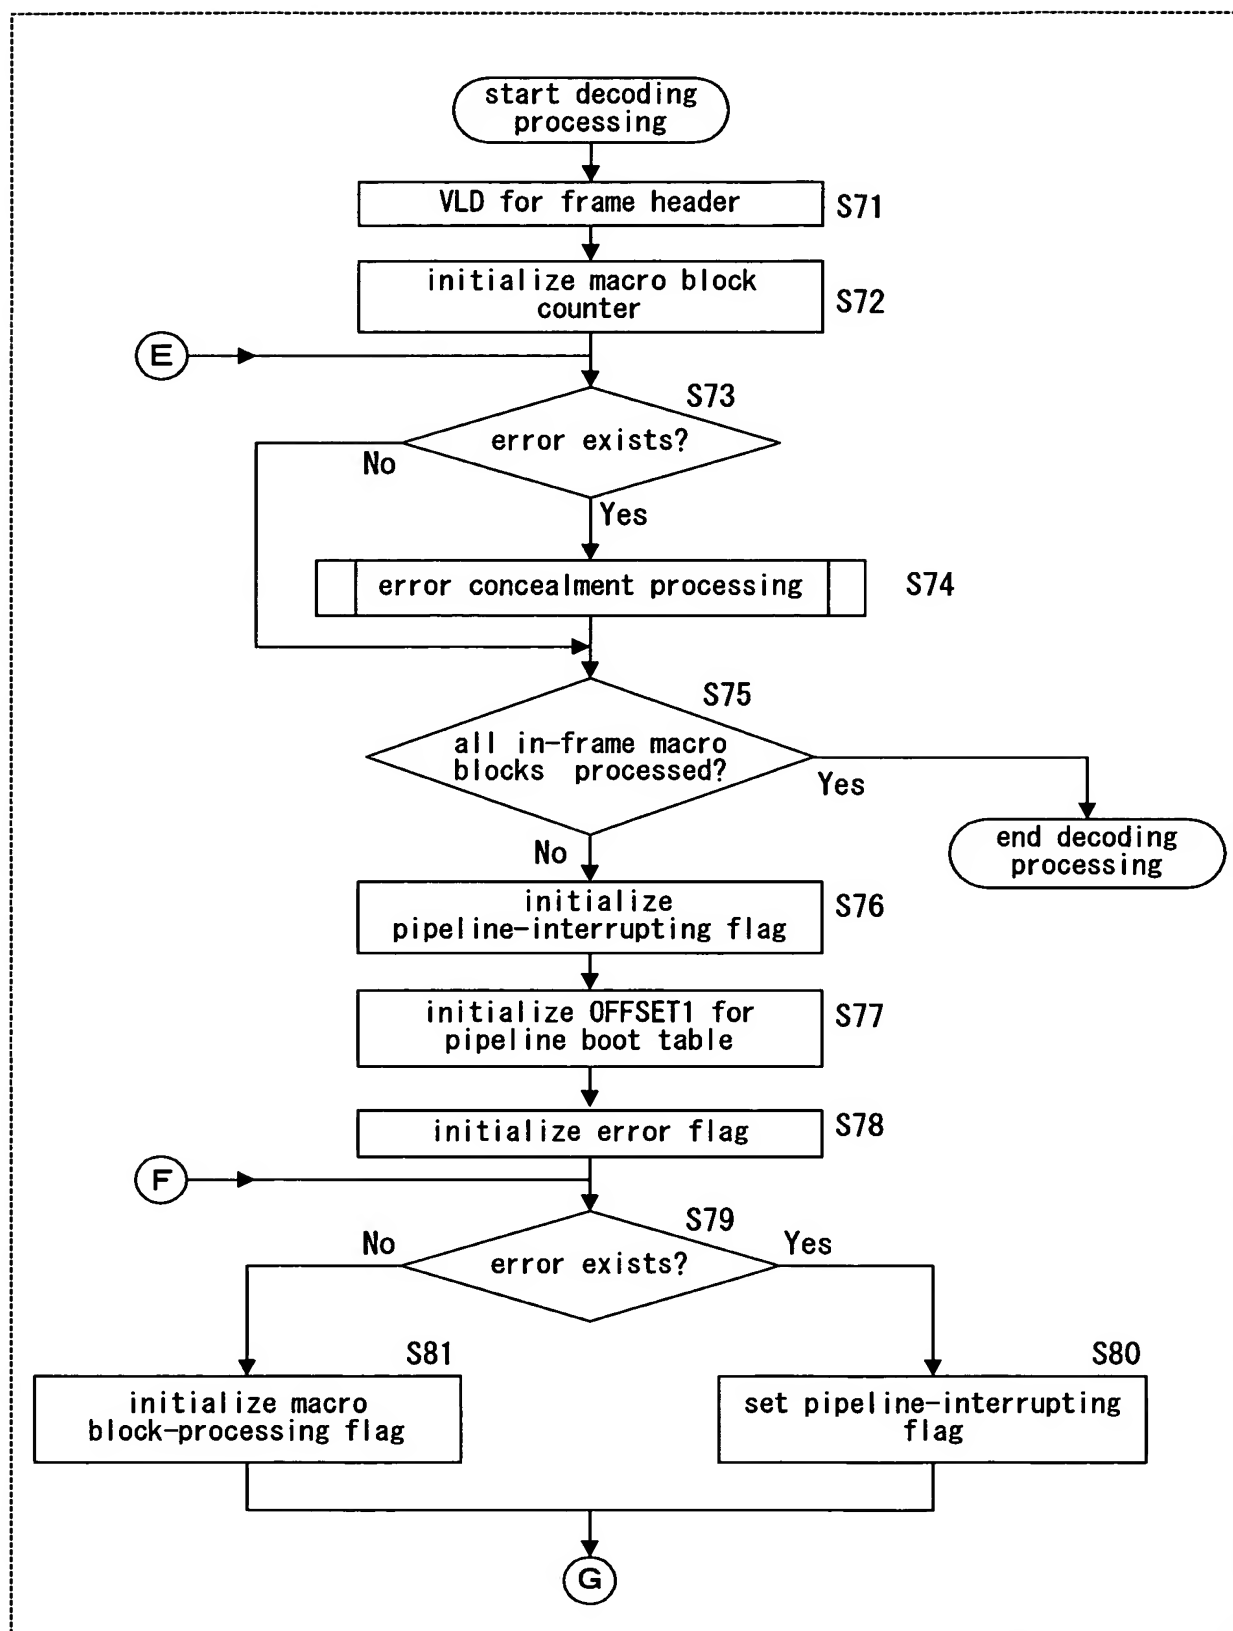 start decoding
processing
VLD for frame header
S71
initialize macro block
counter
S72
E
S73
error exists?
No
Yes
error concealment processing
S74
S75
all in-frame macro
blocks processed?
Yes
No
end decoding
processing
initialize
pipeline-interrupting flag
S76
initialize OFFSET1 for
pipeline boot table
S77
initialize error flag
S78
F
S79
No
error exists?
Yes
S81
initialize macro
block-processing flag
S80
set pipeline-interrupting
flag
G